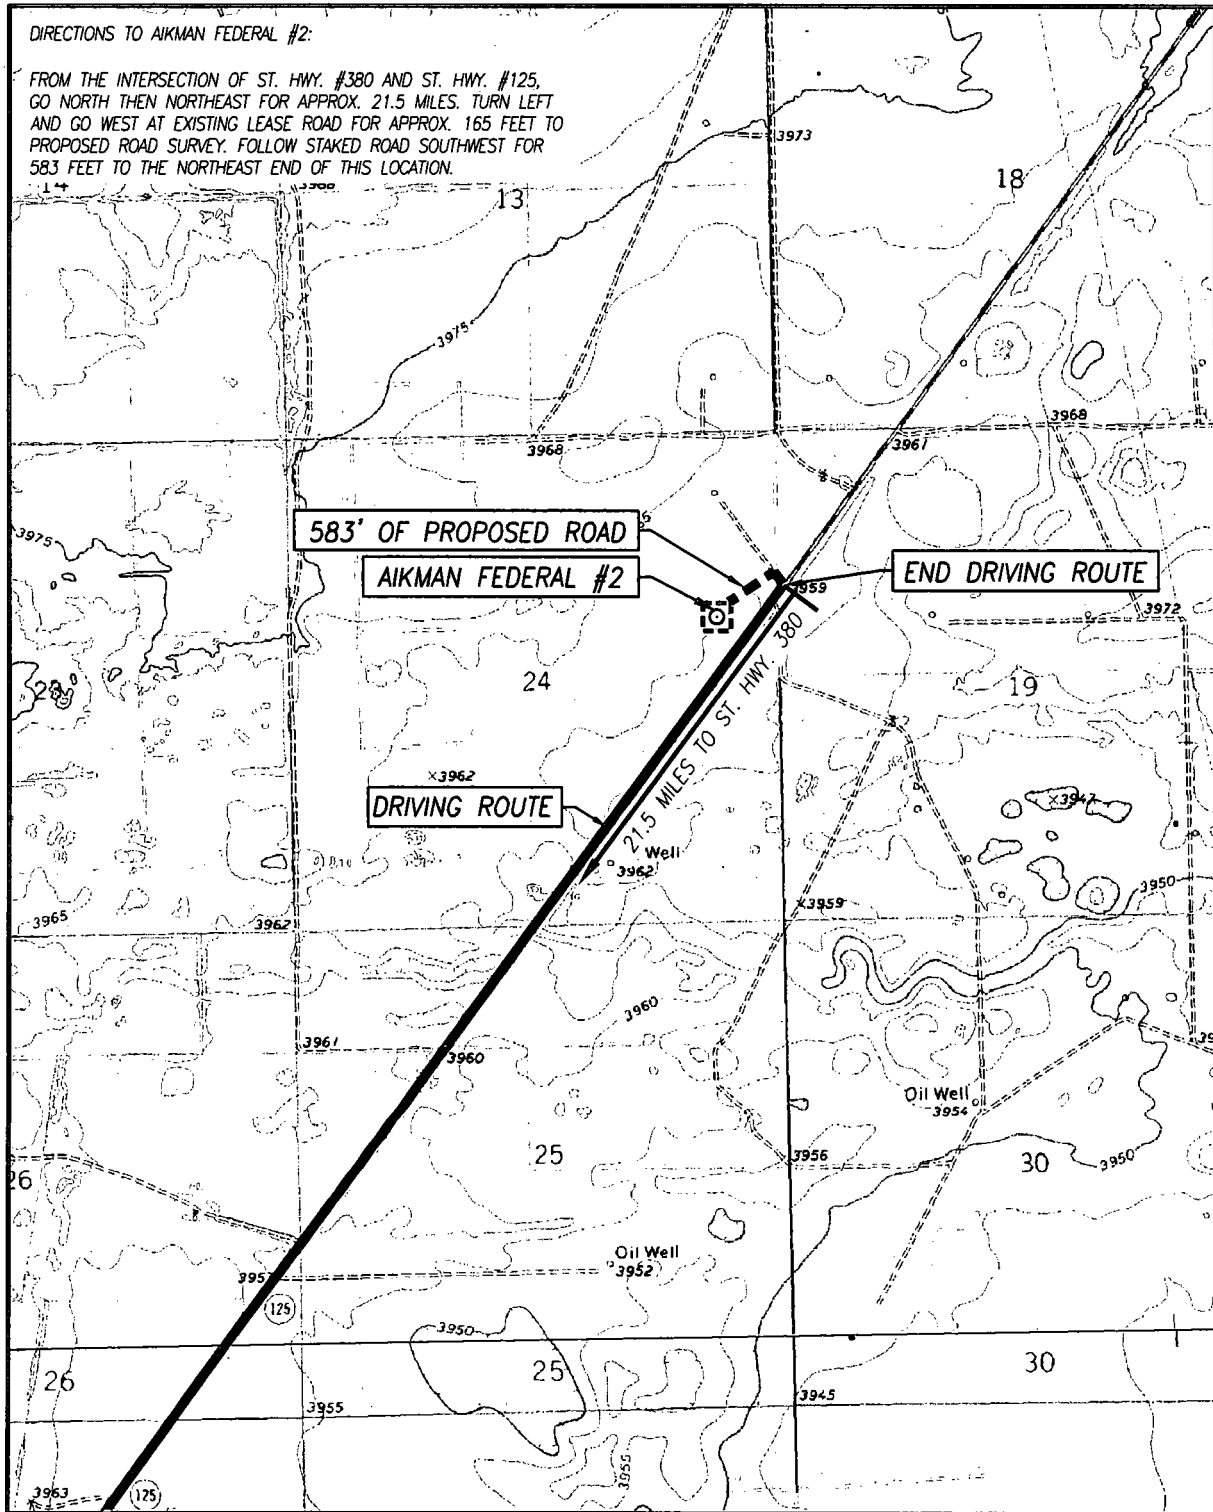 DIRECTIONS TO AIKMAN FEDERAL #2:
FROM THE INTERSECTION OF ST. HWY. #380 AND ST. HWY. #125,
GO NORTH THEN NORTHEAST FOR APPROX. 21.5 MILES. TURN LEFT
AND GO WEST AT EXISTING LEASE ROAD FOR APPROX. 165 FEET TO
PROPOSED ROAD SURVEY. FOLLOW STAKED ROAD SOUTHWEST FOR
583 FEET TO THE NORTHEAST END OF THIS LOCATION.
3973
14
3968
13
18
3975
3968
3961
3968
583' OF PROPOSED ROAD
3975
AIKMAN FEDERAL #2
END DRIVING ROUTE
3959
3972
21.5 MILES TO ST. HWY. 380
24
19
3962
DRIVING ROUTE
3947
Well
3962
3950
3965
3962
3959
3960
3961
3960
Oil Well
3954
25
26
3956
30
3950
Oil Well
3952
125
3950
26
25
30
3955
3945
3955
3963
125